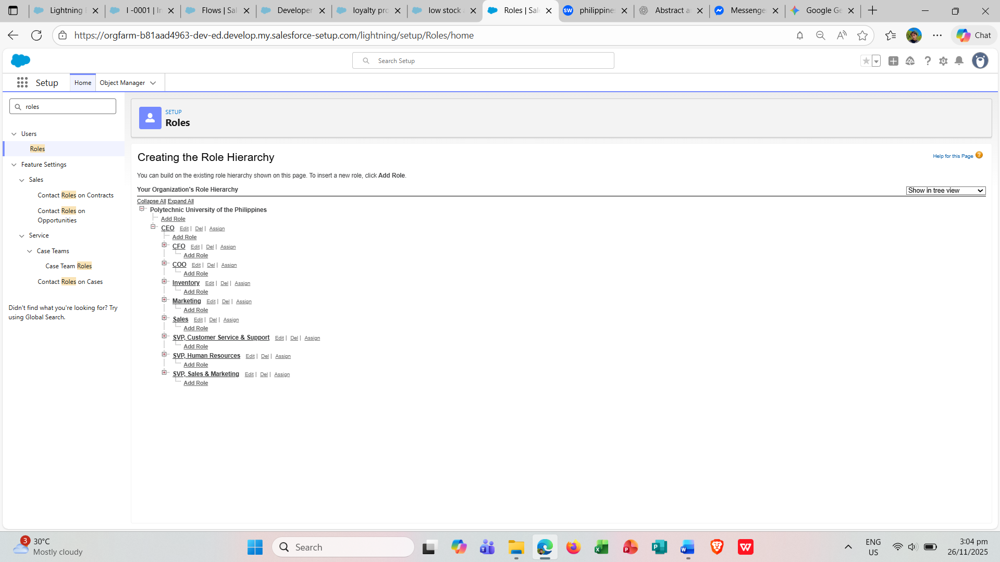 Lightning
I -0001 | In
Flows | Sal
Developer
loyalty pro
low stock a
Roles | Sale
philippines
Abstract a
Messenger
Google Ge
https://orgfarm-b81aad4963-dev-ed.develop.my.salesforce-setup.com/lightning/setup/Roles/home
Chat
Search Setup
Setup
Home
Object Manager
roles
Users
Roles
Feature Settings
Sales
Contact Roles on Contracts
Contact Roles on
Opportunities
Service
Case Teams
Case Team Roles
Contact Roles on Cases
Didn't find what you're looking for? Try
using Global Search.
SETUP
Roles
Creating the Role Hierarchy
Help for this Page
You can build on the existing role hierarchy shown on this page. To insert a new role, click Add Role.
Your Organization's Role Hierarchy
Show in tree view
Collapse All Expand All
Polytechnic University of the Philippines
Add Role
CEO Edit | Del | Assign
Add Role
CFO Edit | Del | Assign
Add Role
COO Edit | Del | Assign
Add Role
Inventory Edit | Del | Assign
Add Role
Marketing Edit | Del | Assign
Add Role
Sales Edit | Del | Assign
Add Role
SVP, Customer Service & Support Edit | Del | Assign
Add Role
SVP, Human Resources Edit | Del | Assign
Add Role
SVP, Sales & Marketing Edit | Del | Assign
Add Role
3
30°C
Mostly cloudy
Search
ENG
US
3:04 pm
26/11/2025